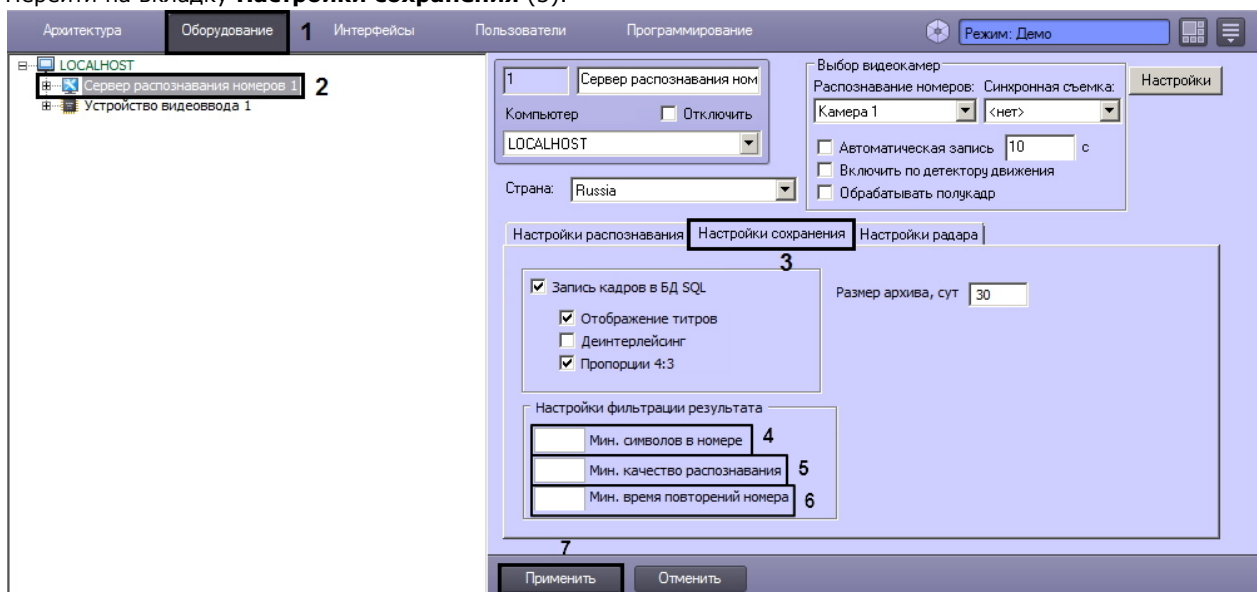 Перейти на вкладку Настройки сохранения (3).
Архитектура Оборудование 1 Интерфейсы Пользователи Программирование Режим: Демо
LOCALHOST
Сервер распознавания номеров 1 2
Устройство видеоввода 1
1 Сервер распознавания ном
Компьютер Отключить
LOCALHOST
Страна: Russia
Выбор видеокамер
Распознавание номеров: Синхронная съемка:
Камера 1 <нет>
Автоматическая запись 10 с
Включить по детектору движения
Обрабатывать полукадр
Настройки
Настройки распознавания Настройки сохранения Настройки радара
3
Запись кадров в БД SQL
Отображение титров
Деинтерлейсинг
Пропорции 4:3
Размер архива, сут 30
Настройки фильтрации результата
Мин. символов в номере 4
Мин. качество распознавания 5
Мин. время повторений номера 6
7
Применить Отменить